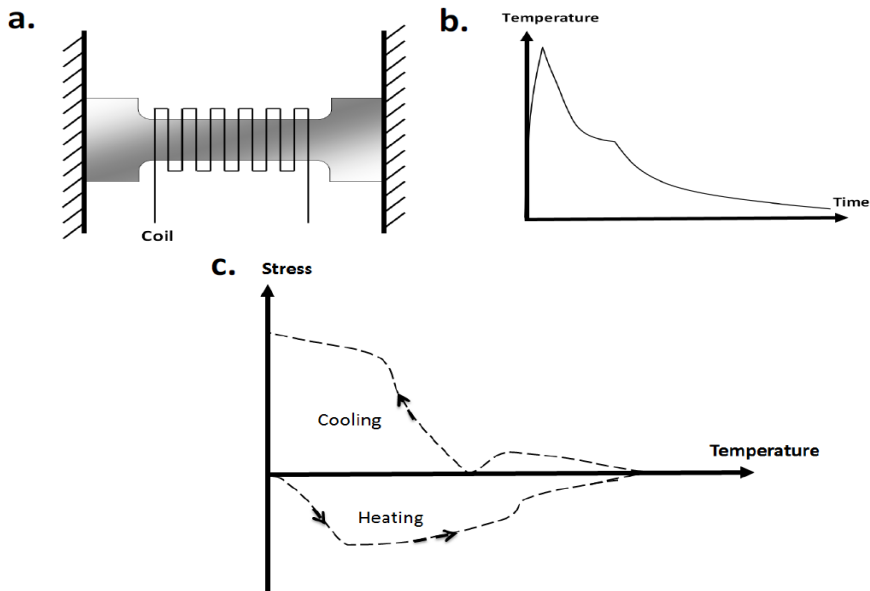 a.
Coil
b.
Temperature
Time
c.
Stress
Cooling
Temperature
Heating